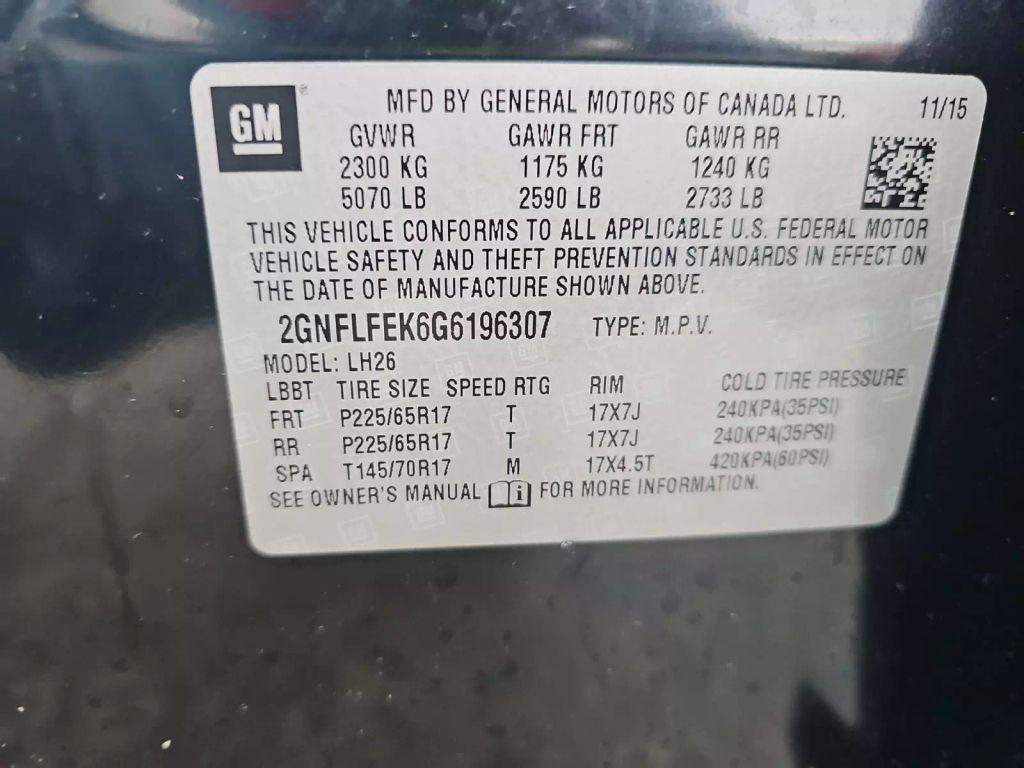 GM ® MFD BY GENERAL MOTORS OF CANADA LTD. 11/15
GVWR GAWR FRT GAWR RR
2300 KG 1175 KG 1240 KG
5070 LB 2590 LB 2733 LB
THIS VEHICLE CONFORMS TO ALL APPLICABLE U.S. FEDERAL MOTOR
VEHICLE SAFETY AND THEFT PREVENTION STANDARDS IN EFFECT ON
THE DATE OF MANUFACTURE SHOWN ABOVE.
2GNFLFEK6G6196307 TYPE: M.P.V.
MODEL: LH26
LBBT TIRE SIZE SPEED RTG RIM COLD TIRE PRESSURE
FRT P225/65R17 T 17X7J 240KPA(35PSI)
RR P225/65R17 T 17X7J 240KPA(35PSI)
SPA T145/70R17 M 17X4.5T 420KPA(60PSI)
SEE OWNER'S MANUAL i FOR MORE INFORMATION.